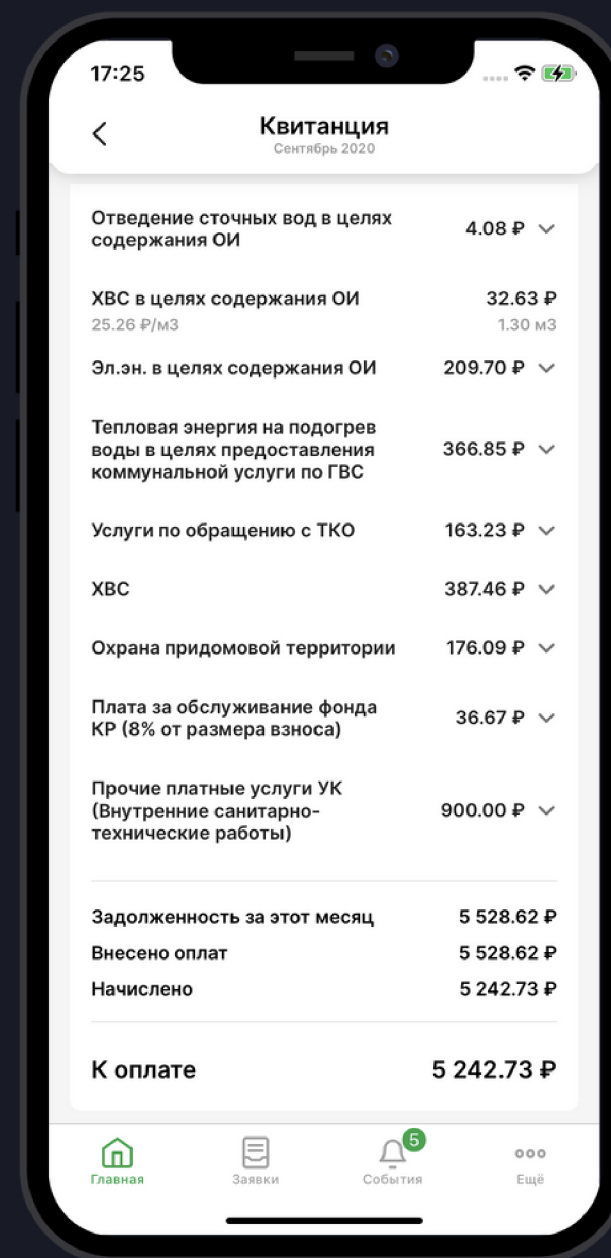 17:25
Квитанция
Сентябрь 2020
Отведение сточных вод в целях
содержания ОИ
4.08 ₽
ХВС в целях содержания ОИ
32.63 ₽
25.26 ₽/м3
1.30 м3
Эл.эн. в целях содержания ОИ
209.70 ₽
Тепловая энергия на подогрев
воды в целях предоставления
коммунальной услуги по ГВС
366.85 ₽
Услуги по обращению с ТКО
163.23 ₽
ХВС
387.46 ₽
Охрана придомовой территории
176.09 ₽
Плата за обслуживание фонда
КР (8% от размера взноса)
36.67 ₽
Прочие платные услуги УК
(Внутренние санитарно-
технические работы)
900.00 ₽
Задолженность за этот месяц
5 528.62 ₽
Внесено оплат
5 528.62 ₽
Начислено
5 242.73 ₽
К оплате
5 242.73 ₽
5
Главная
Заявки
События
Ещё